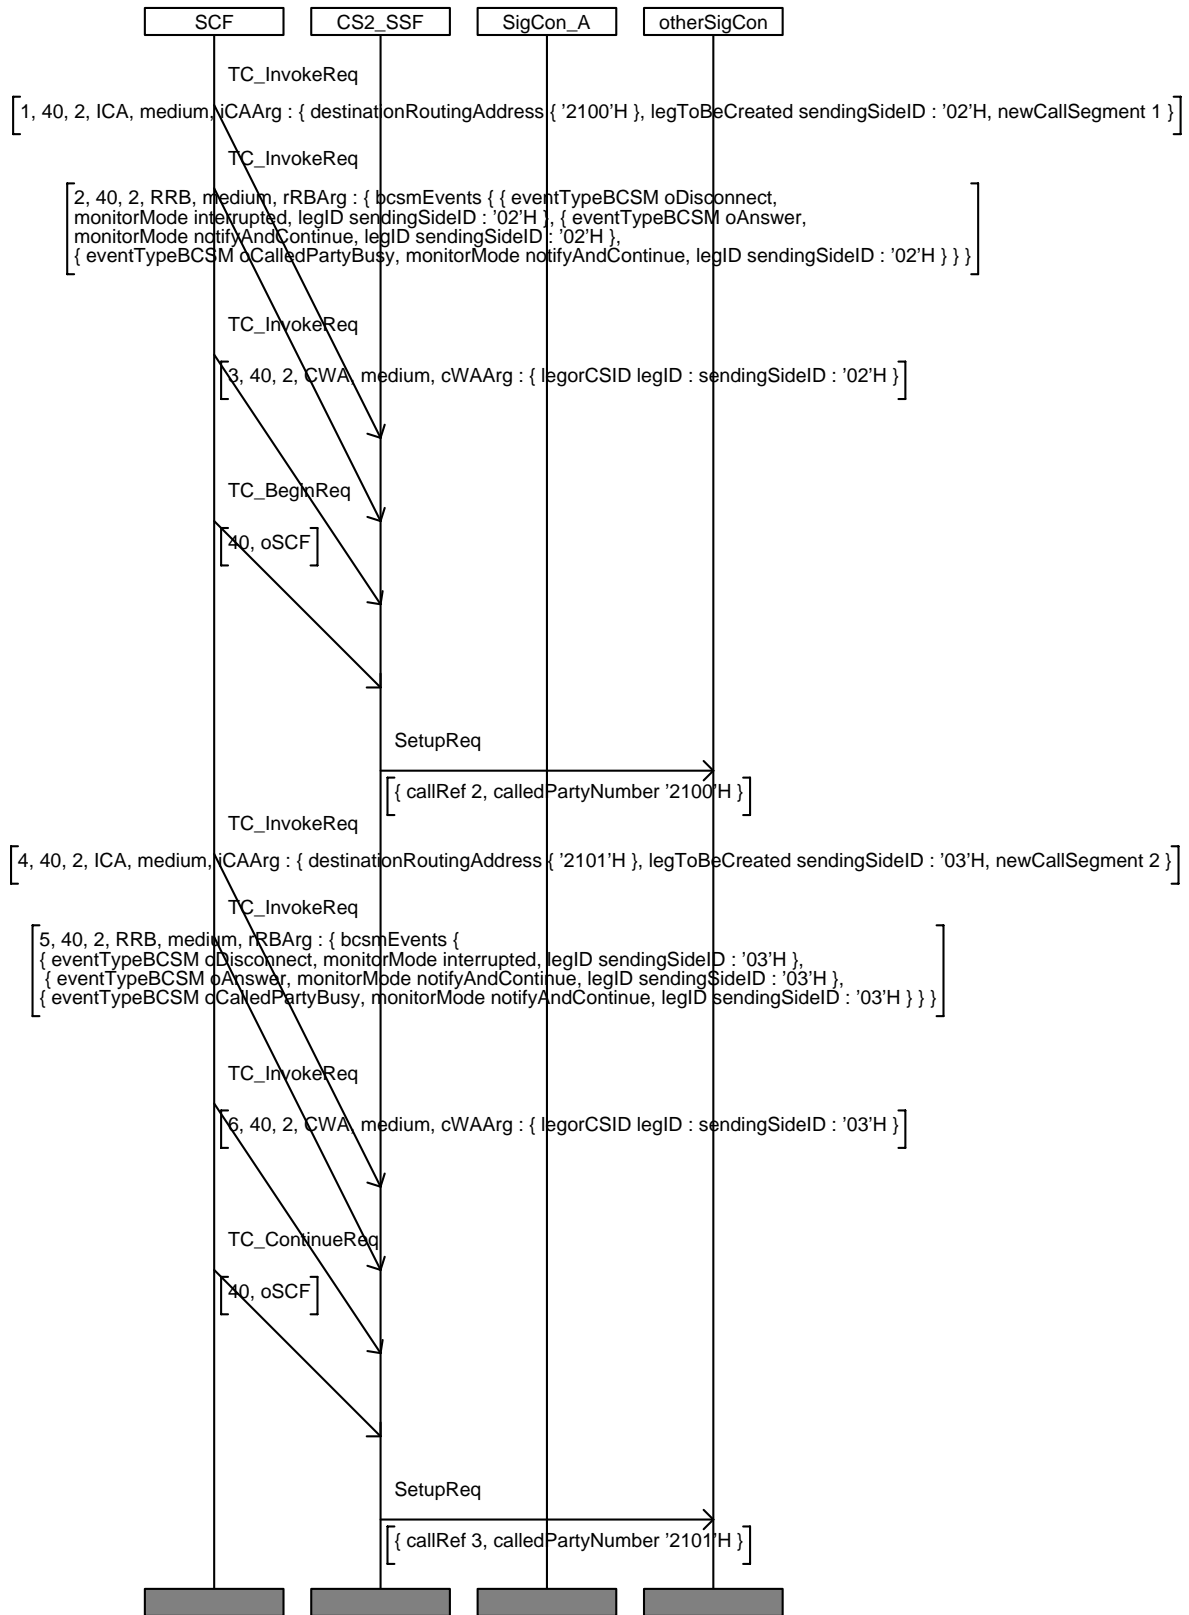 SCF CS2_SSF SigCon_A otherSigCon
TC_InvokeReq
1, 40, 2, ICA, medium, iCAArg : { destinationRoutingAddress { '2100'H }, legToBeCreated sendingSideID : '02'H, newCallSegment 1 }
TC_InvokeReq
2, 40, 2, RRB, medium, rRBArg : { bcsmEvents { { eventTypeBCSM oDisconnect,
monitorMode interrupted, legID sendingSideID : '02'H }, { eventTypeBCSM oAnswer,
monitorMode notifyAndContinue, legID sendingSideID : '02'H },
{ eventTypeBCSM oCalledPartyBusy, monitorMode notifyAndContinue, legID sendingSideID : '02'H } } }
TC_InvokeReq
3, 40, 2, CWA, medium, cWAArg : { legorCSID legID : sendingSideID : '02'H }
TC_BeginReq
40, oSCF
SetupReq
{ callRef 2, calledPartyNumber '2100'H }
TC_InvokeReq
4, 40, 2, ICA, medium, iCAArg : { destinationRoutingAddress { '2101'H }, legToBeCreated sendingSideID : '03'H, newCallSegment 2 }
TC_InvokeReq
5, 40, 2, RRB, medium, rRBArg : { bcsmEvents {
{ eventTypeBCSM oDisconnect, monitorMode interrupted, legID sendingSideID : '03'H },
{ eventTypeBCSM oAnswer, monitorMode notifyAndContinue, legID sendingSideID : '03'H },
{ eventTypeBCSM oCalledPartyBusy, monitorMode notifyAndContinue, legID sendingSideID : '03'H } } }
TC_InvokeReq
6, 40, 2, CWA, medium, cWAArg : { legorCSID legID : sendingSideID : '03'H }
TC_ContinueReq
40, oSCF
SetupReq
{ callRef 3, calledPartyNumber '2101'H }